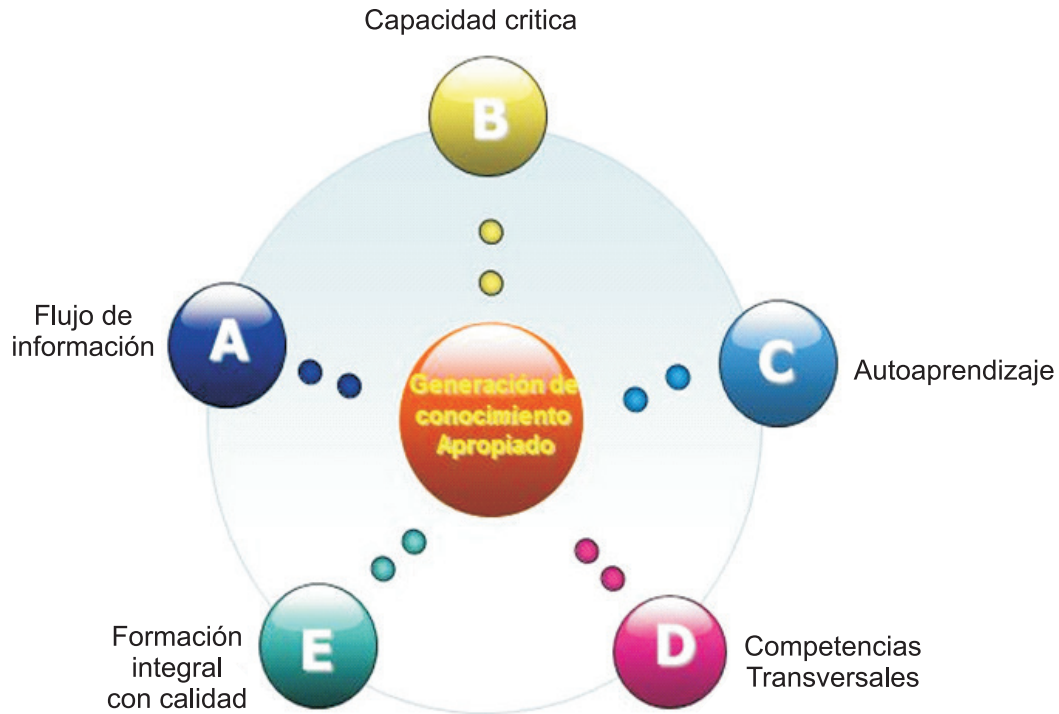 Capacidad critica
B
Flujo de
información
A
C
Autoaprendizaje
Generación de
conocimiento
Apropiado
Formación
integral
con calidad
E
D
Competencias
Transversales